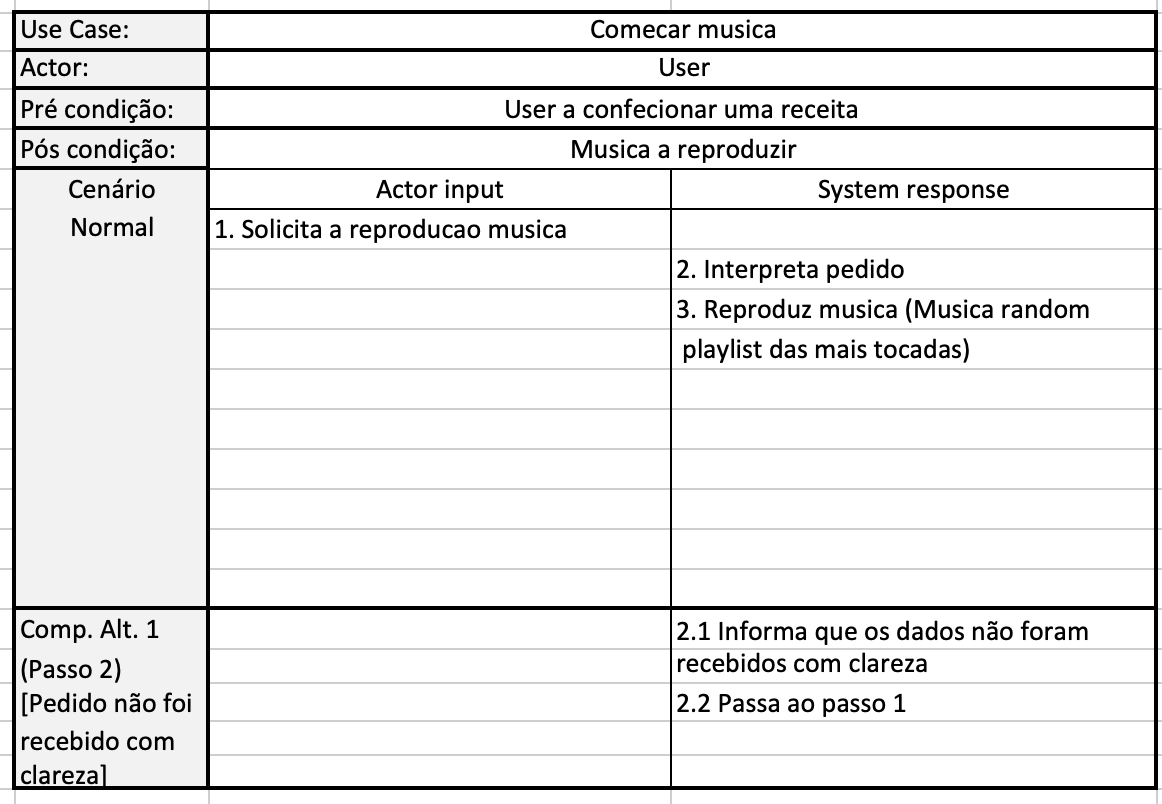 Use Case: Comecar musica
Actor: User
Pré condição: User a confecionar uma receita
Pós condição: Musica a reproduzir
Cenário Normal
Actor input System response
1. Solicita a reproducao musica
2. Interpreta pedido
3. Reproduz musica (Musica random
playlist das mais tocadas)
Comp. Alt. 1
(Passo 2)
[Pedido não foi
recebido com
clareza]
2.1 Informa que os dados não foram
recebidos com clareza
2.2 Passa ao passo 1